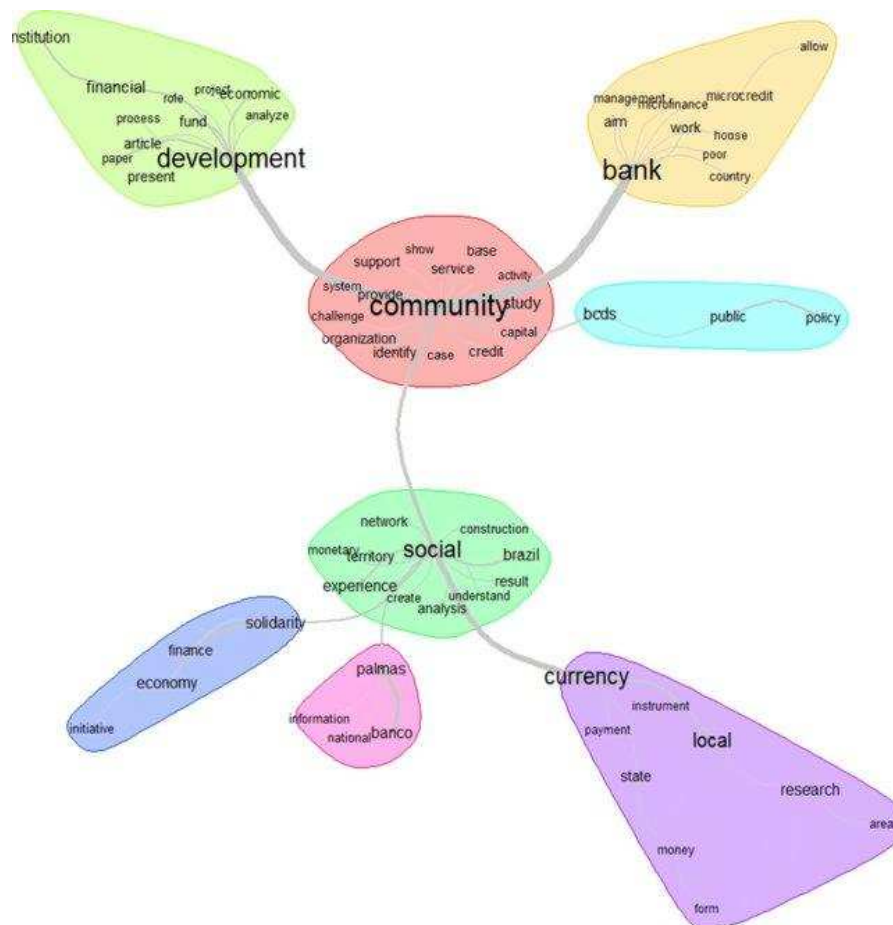 nstitution
financial
role
project
economic
process
fund
analyze
article
paper
present
development
allow
management
microfinance
microcredit
aim
work
house
poor
bank
country
show
base
support
service
activity
system
provide
study
community
challenge
capital
organization
identify
case
credit
bcds
public
policy
network
construction
monetary
territory
social
brazil
experience
result
create
understand
analysis
solidarity
finance
economy
initiative
palmas
information
national
banco
currency
instrument
payment
local
state
research
area
money
form